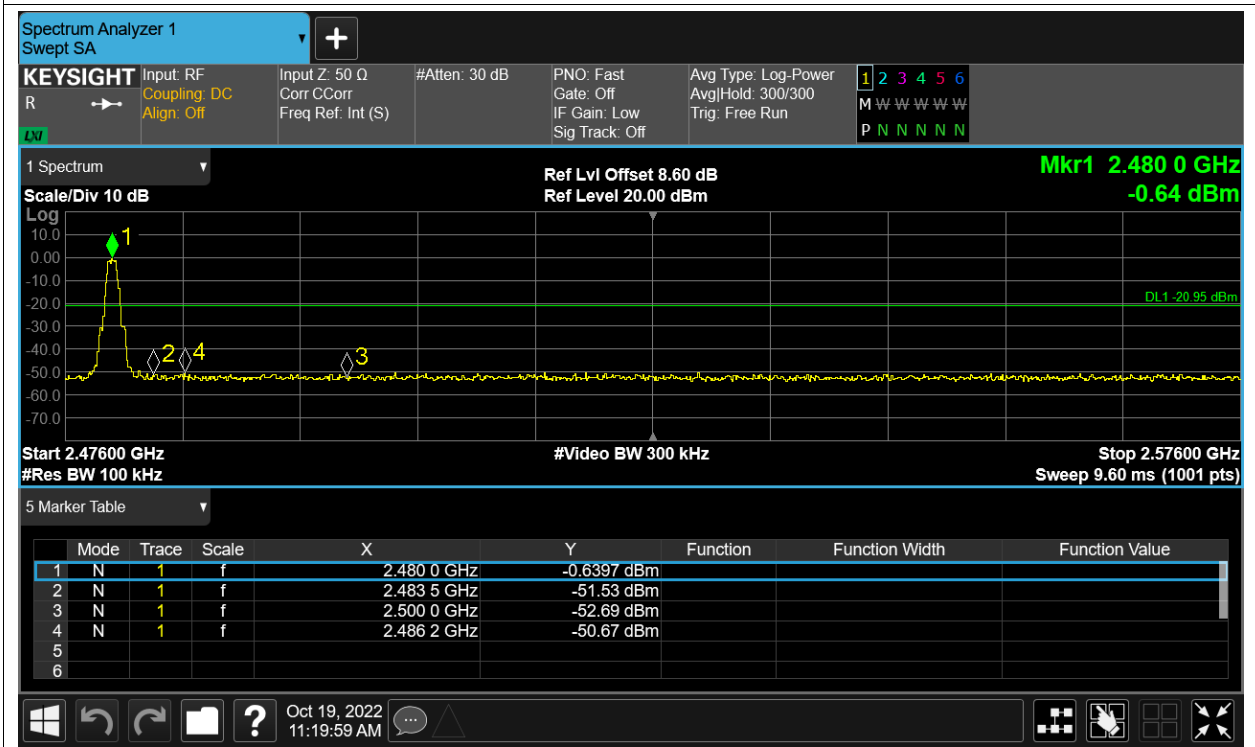 Spectrum Analyzer 1
Swept SA
KEYSIGHT Input: RF Input Z: 50 Ω #Atten: 30 dB PNO: Fast Avg Type: Log-Power 1 2 3 4 5 6
R Coupling: DC Corr CCorr Gate: Off Avg|Hold: 300/300 M W W W W W
Align: Off Freq Ref: Int (S) IF Gain: Low Trig: Free Run
LXI Sig Track: Off P N N N N N
1 Spectrum Ref Lvl Offset 8.60 dB Mkr1 2.480 0 GHz
Scale/Div 10 dB Ref Level 20.00 dBm -0.64 dBm
Log
10.0 1
0.00
-10.0
-20.0 DL1 -20.95 dBm
-30.0
-40.0 2 4 3
-50.0
-60.0
-70.0
Start 2.47600 GHz #Video BW 300 kHz Stop 2.57600 GHz
#Res BW 100 kHz Sweep 9.60 ms (1001 pts)
5 Marker Table
Mode Trace Scale X Y Function Function Width Function Value
1 N 1 f 2.480 0 GHz -0.6397 dBm
2 N 1 f 2.483 5 GHz -51.53 dBm
3 N 1 f 2.500 0 GHz -52.69 dBm
4 N 1 f 2.486 2 GHz -50.67 dBm
5
6
? Oct 19, 2022
11:19:59 AM